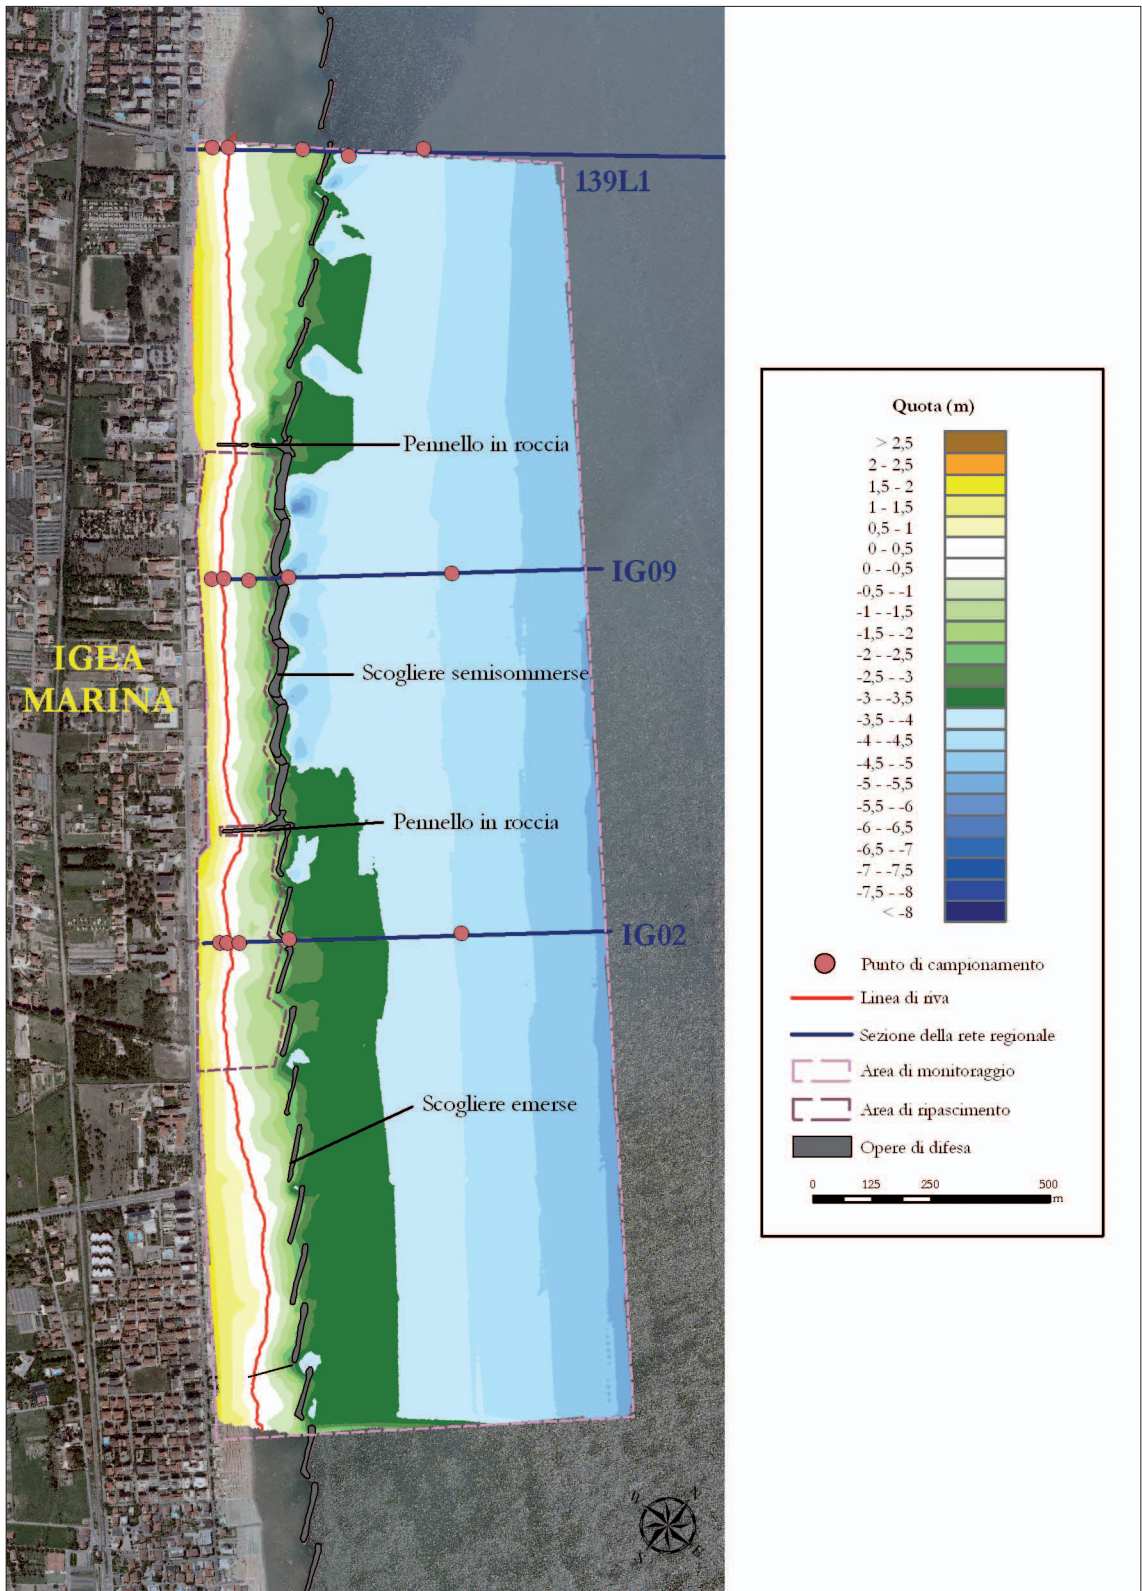 139L1
Pennello in roccia
IG09
IGEA
MARINA
Scogliere semisommerse
Pennello in roccia
IG02
Scogliere emerse
Quota (m)
> 2,5
2 - 2,5
1,5 - 2
1 - 1,5
0,5 - 1
0 - 0,5
0 - -0,5
-0,5 - -1
-1 - -1,5
-1,5 - -2
-2 - -2,5
-2,5 - -3
-3 - -3,5
-3,5 - -4
-4 - -4,5
-4,5 - -5
-5 - -5,5
-5,5 - -6
-6 - -6,5
-6,5 - -7
-7 - -7,5
-7,5 - -8
< -8
Punto di campionamento
Linea di riva
Sezione della rete regionale
Area di monitoraggio
Area di ripascimento
Opere di difesa
0 125 250 500
m